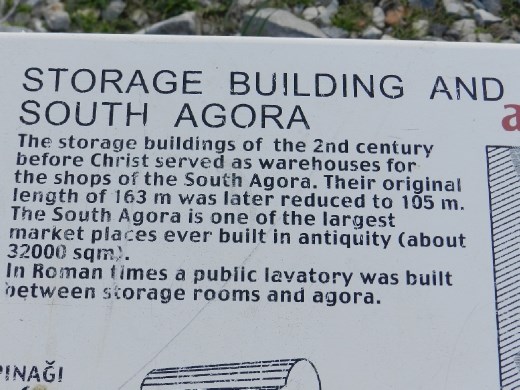 STORAGE BUILDING AND
SOUTH AGORA
The storage buildings of the 2nd century
before Christ served as warehouses for
the shops of the South Agora. Their original
length of 163 m was later reduced to 105 m.
The South Agora is one of the largest
market places ever built in antiquity (about
32000 sqm).
In Roman times a public lavatory was built
between storage rooms and agora.